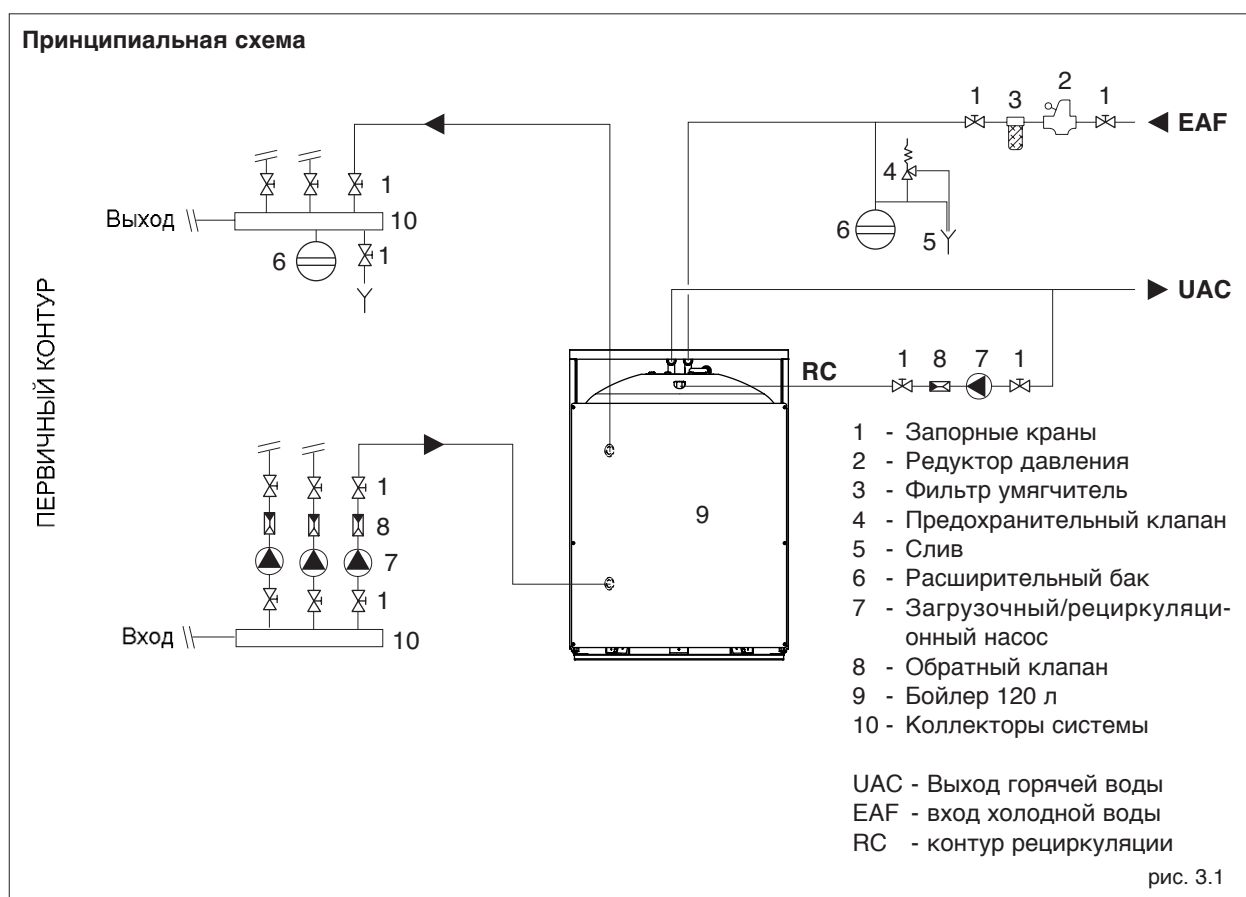 Принципиальная схема
1
3
2
1
EAF
4
6
5
1
Выход
10
6
1
UAC
ПЕРВИЧНЫЙ КОНТУР
RC
1
8
7
1
1
8
7
1
Вход
10
9
1 - Запорные краны
2 - Редуктор давления
3 - Фильтр умягчитель
4 - Предохранительный клапан
5 - Слив
6 - Расширительный бак
7 - Загрузочный/рециркуляци-
онный насос
8 - Обратный клапан
9 - Бойлер 120 л
10 - Коллекторы системы
UAC - Выход горячей воды
EAF - вход холодной воды
RC - контур рециркуляции
рис. 3.1